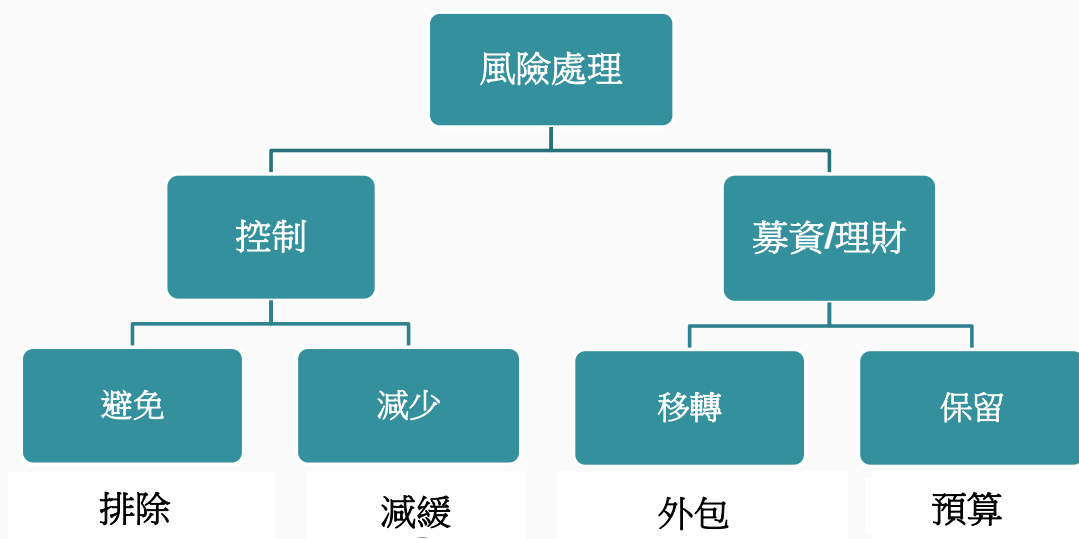 風險處理
控制
募資/理財
避免
減少
移轉
保留
排除
減緩
外包
預算